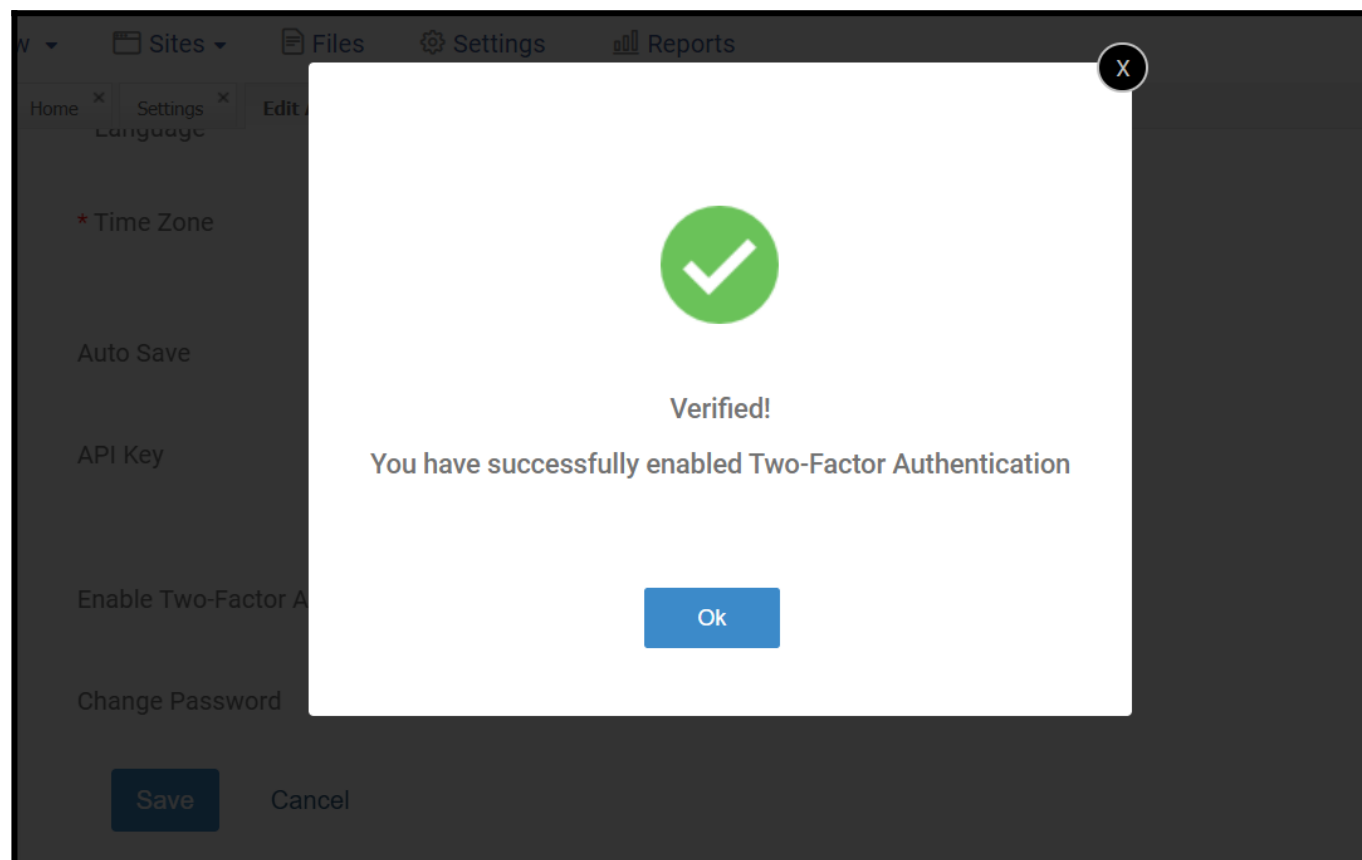 Sites Files Settings Reports
X
Home × Settings × Edit
Language
* Time Zone
Auto Save
Verified!
API Key
You have successfully enabled Two-Factor Authentication
Enable Two-Factor A
Ok
Change Password
Save Cancel